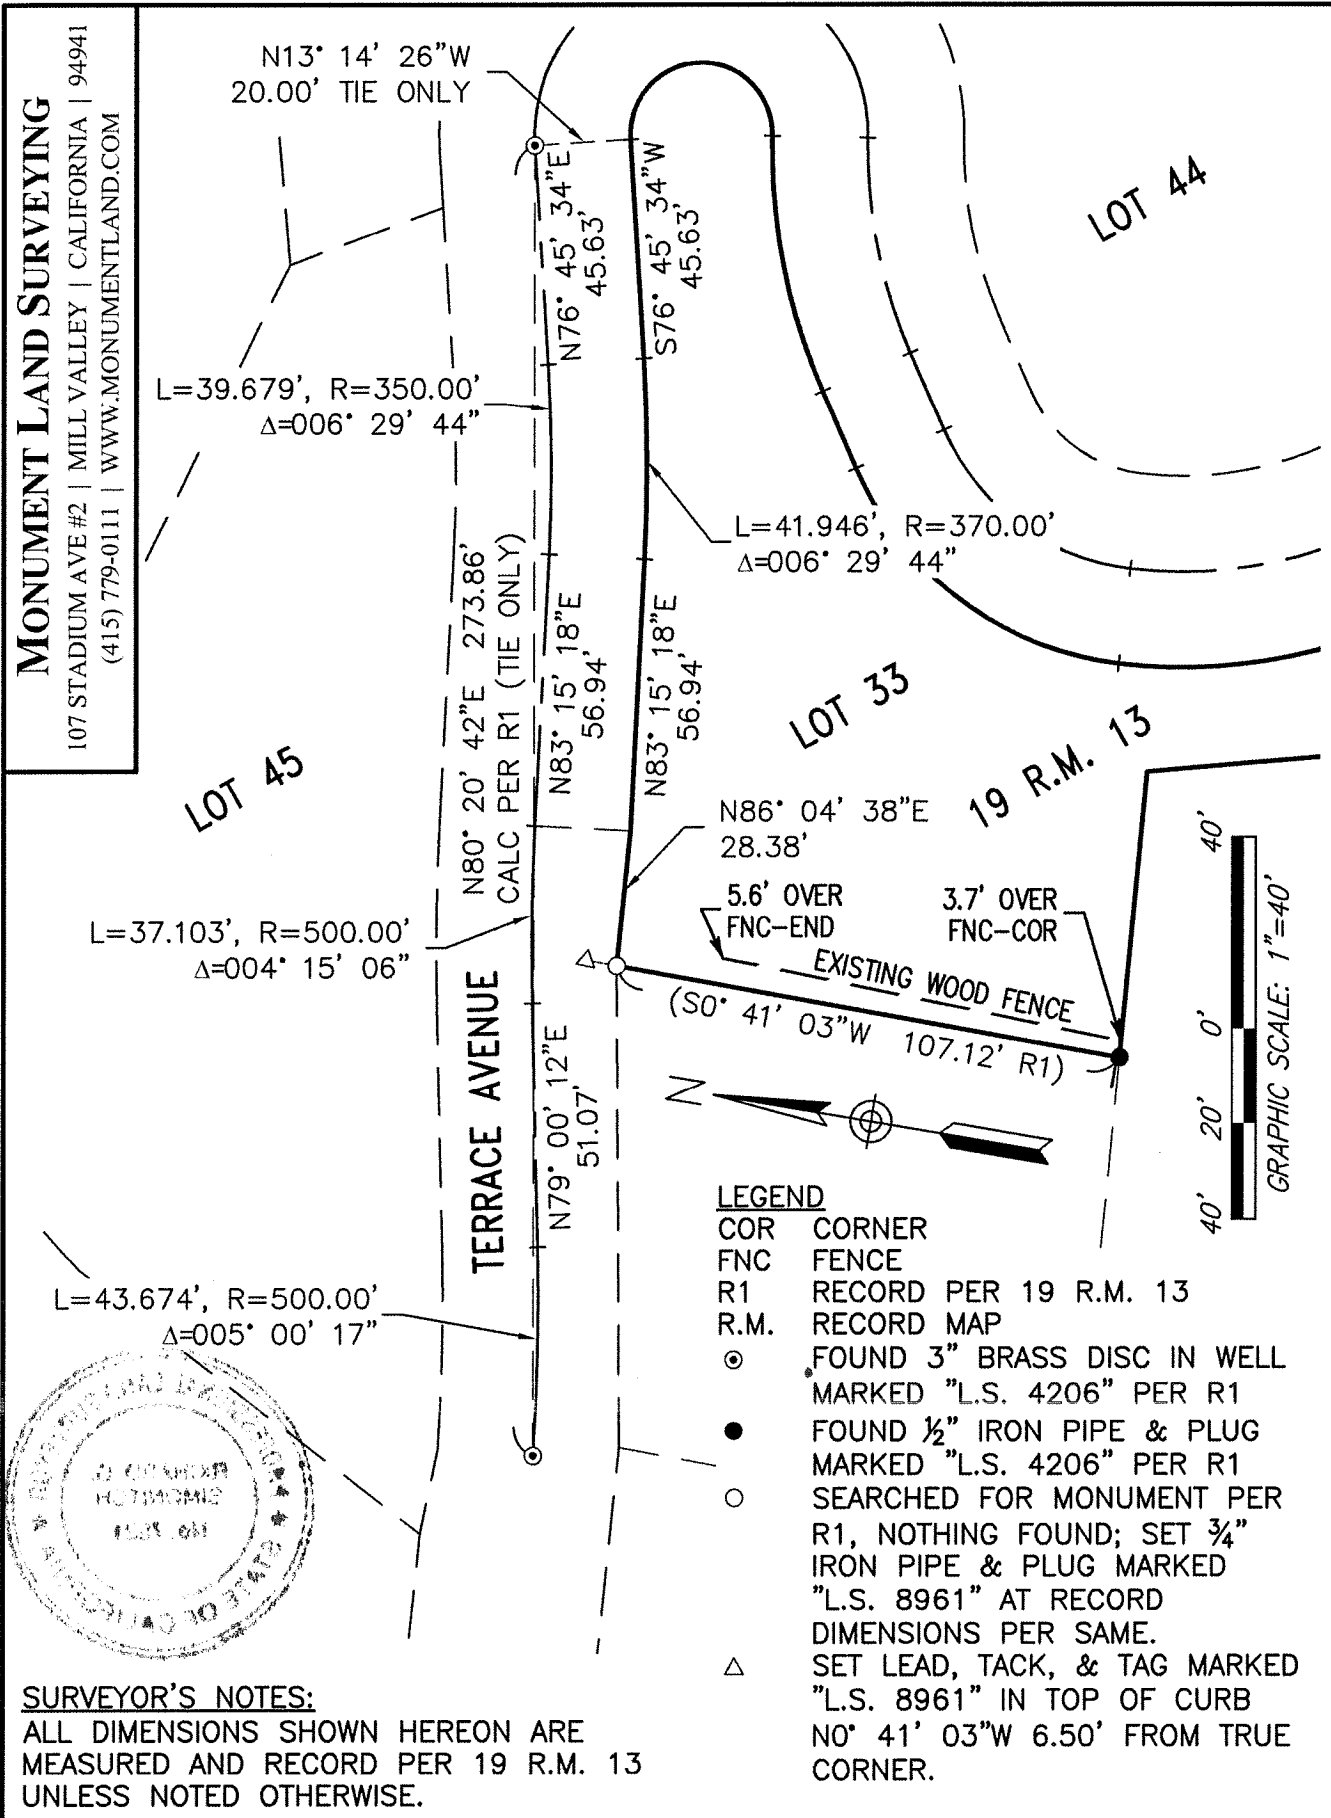 MONUMENT LAND SURVEYING
107 STADIUM AVE #2 | MILL VALLEY | CALIFORNIA | 94941
(415) 779-0111 | WWW.MONUMENTLAND.COM
N13° 14' 26"W
20.00' TIE ONLY
N76° 45' 34"E
45.63'
S76° 45' 34"W
45.63'
LOT 44
L=39.679', R=350.00'
Δ=006° 29' 44"
L=41.946', R=370.00'
Δ=006° 29' 44"
N80° 20' 42"E 273.86'
CALC PER R1 (TIE ONLY)
N83° 15' 18"E
56.94'
N83° 15' 18"E
56.94'
LOT 33
19 R.M. 13
LOT 45
N86° 04' 38"E
28.38'
5.6' OVER
FNC-END
3.7' OVER
FNC-COR
EXISTING WOOD FENCE
(S0° 41' 03"W 107.12' R1)
L=37.103', R=500.00'
Δ=004° 15' 06"
TERRACE AVENUE
N79° 00' 12"E
51.07'
N
40'
0'
20'
40'
GRAPHIC SCALE: 1"=40'
L=43.674', R=500.00'
Δ=005° 00' 17"
LEGEND
COR CORNER
FNC FENCE
R1 RECORD PER 19 R.M. 13
R.M. RECORD MAP
FOUND 3" BRASS DISC IN WELL
MARKED "L.S. 4206" PER R1
FOUND ½" IRON PIPE & PLUG
MARKED "L.S. 4206" PER R1
SEARCHED FOR MONUMENT PER
R1, NOTHING FOUND; SET ¾"
IRON PIPE & PLUG MARKED
"L.S. 8961" AT RECORD
DIMENSIONS PER SAME.
SET LEAD, TACK, & TAG MARKED
"L.S. 8961" IN TOP OF CURB
N0° 41' 03"W 6.50' FROM TRUE
CORNER.
SURVEYOR'S NOTES:
ALL DIMENSIONS SHOWN HEREON ARE
MEASURED AND RECORD PER 19 R.M. 13
UNLESS NOTED OTHERWISE.